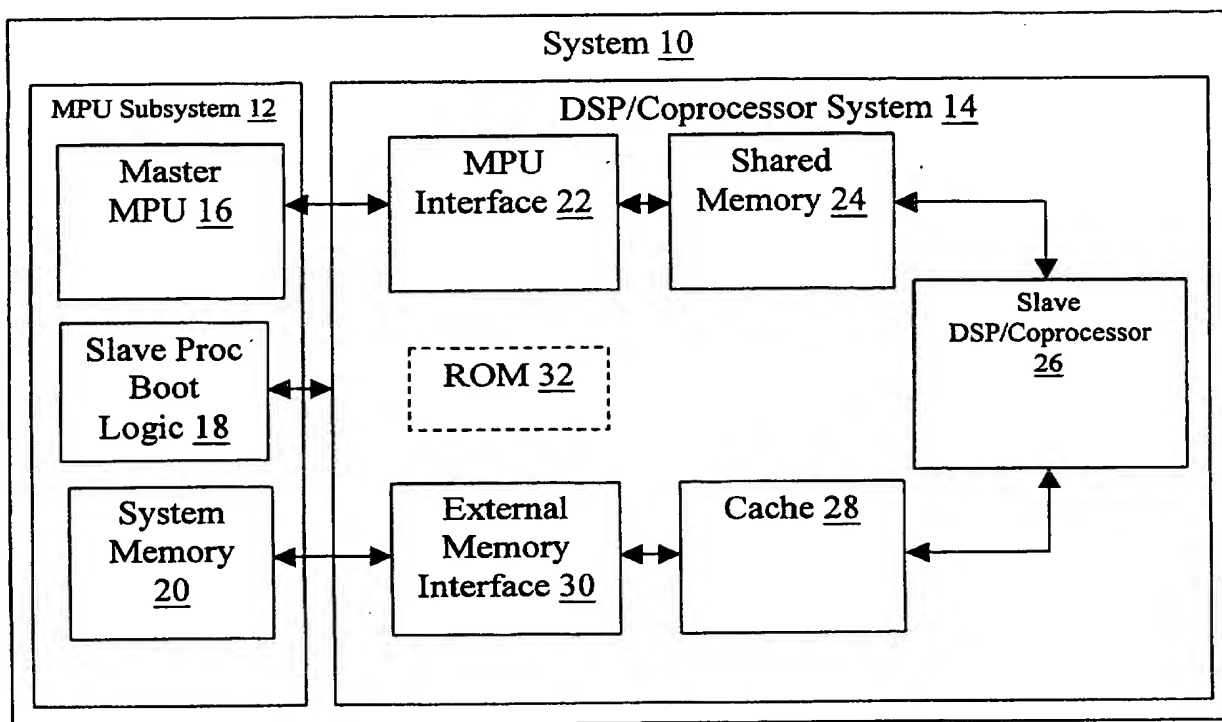 System 10
MPU Subsystem 12
DSP/Coprocessor System 14
Master
MPU 16
MPU
Interface 22
Shared
Memory 24
Slave
DSP/Coprocessor
26
Slave Proc
Boot
Logic 18
ROM 32
System
Memory
20
External
Memory
Interface 30
Cache 28